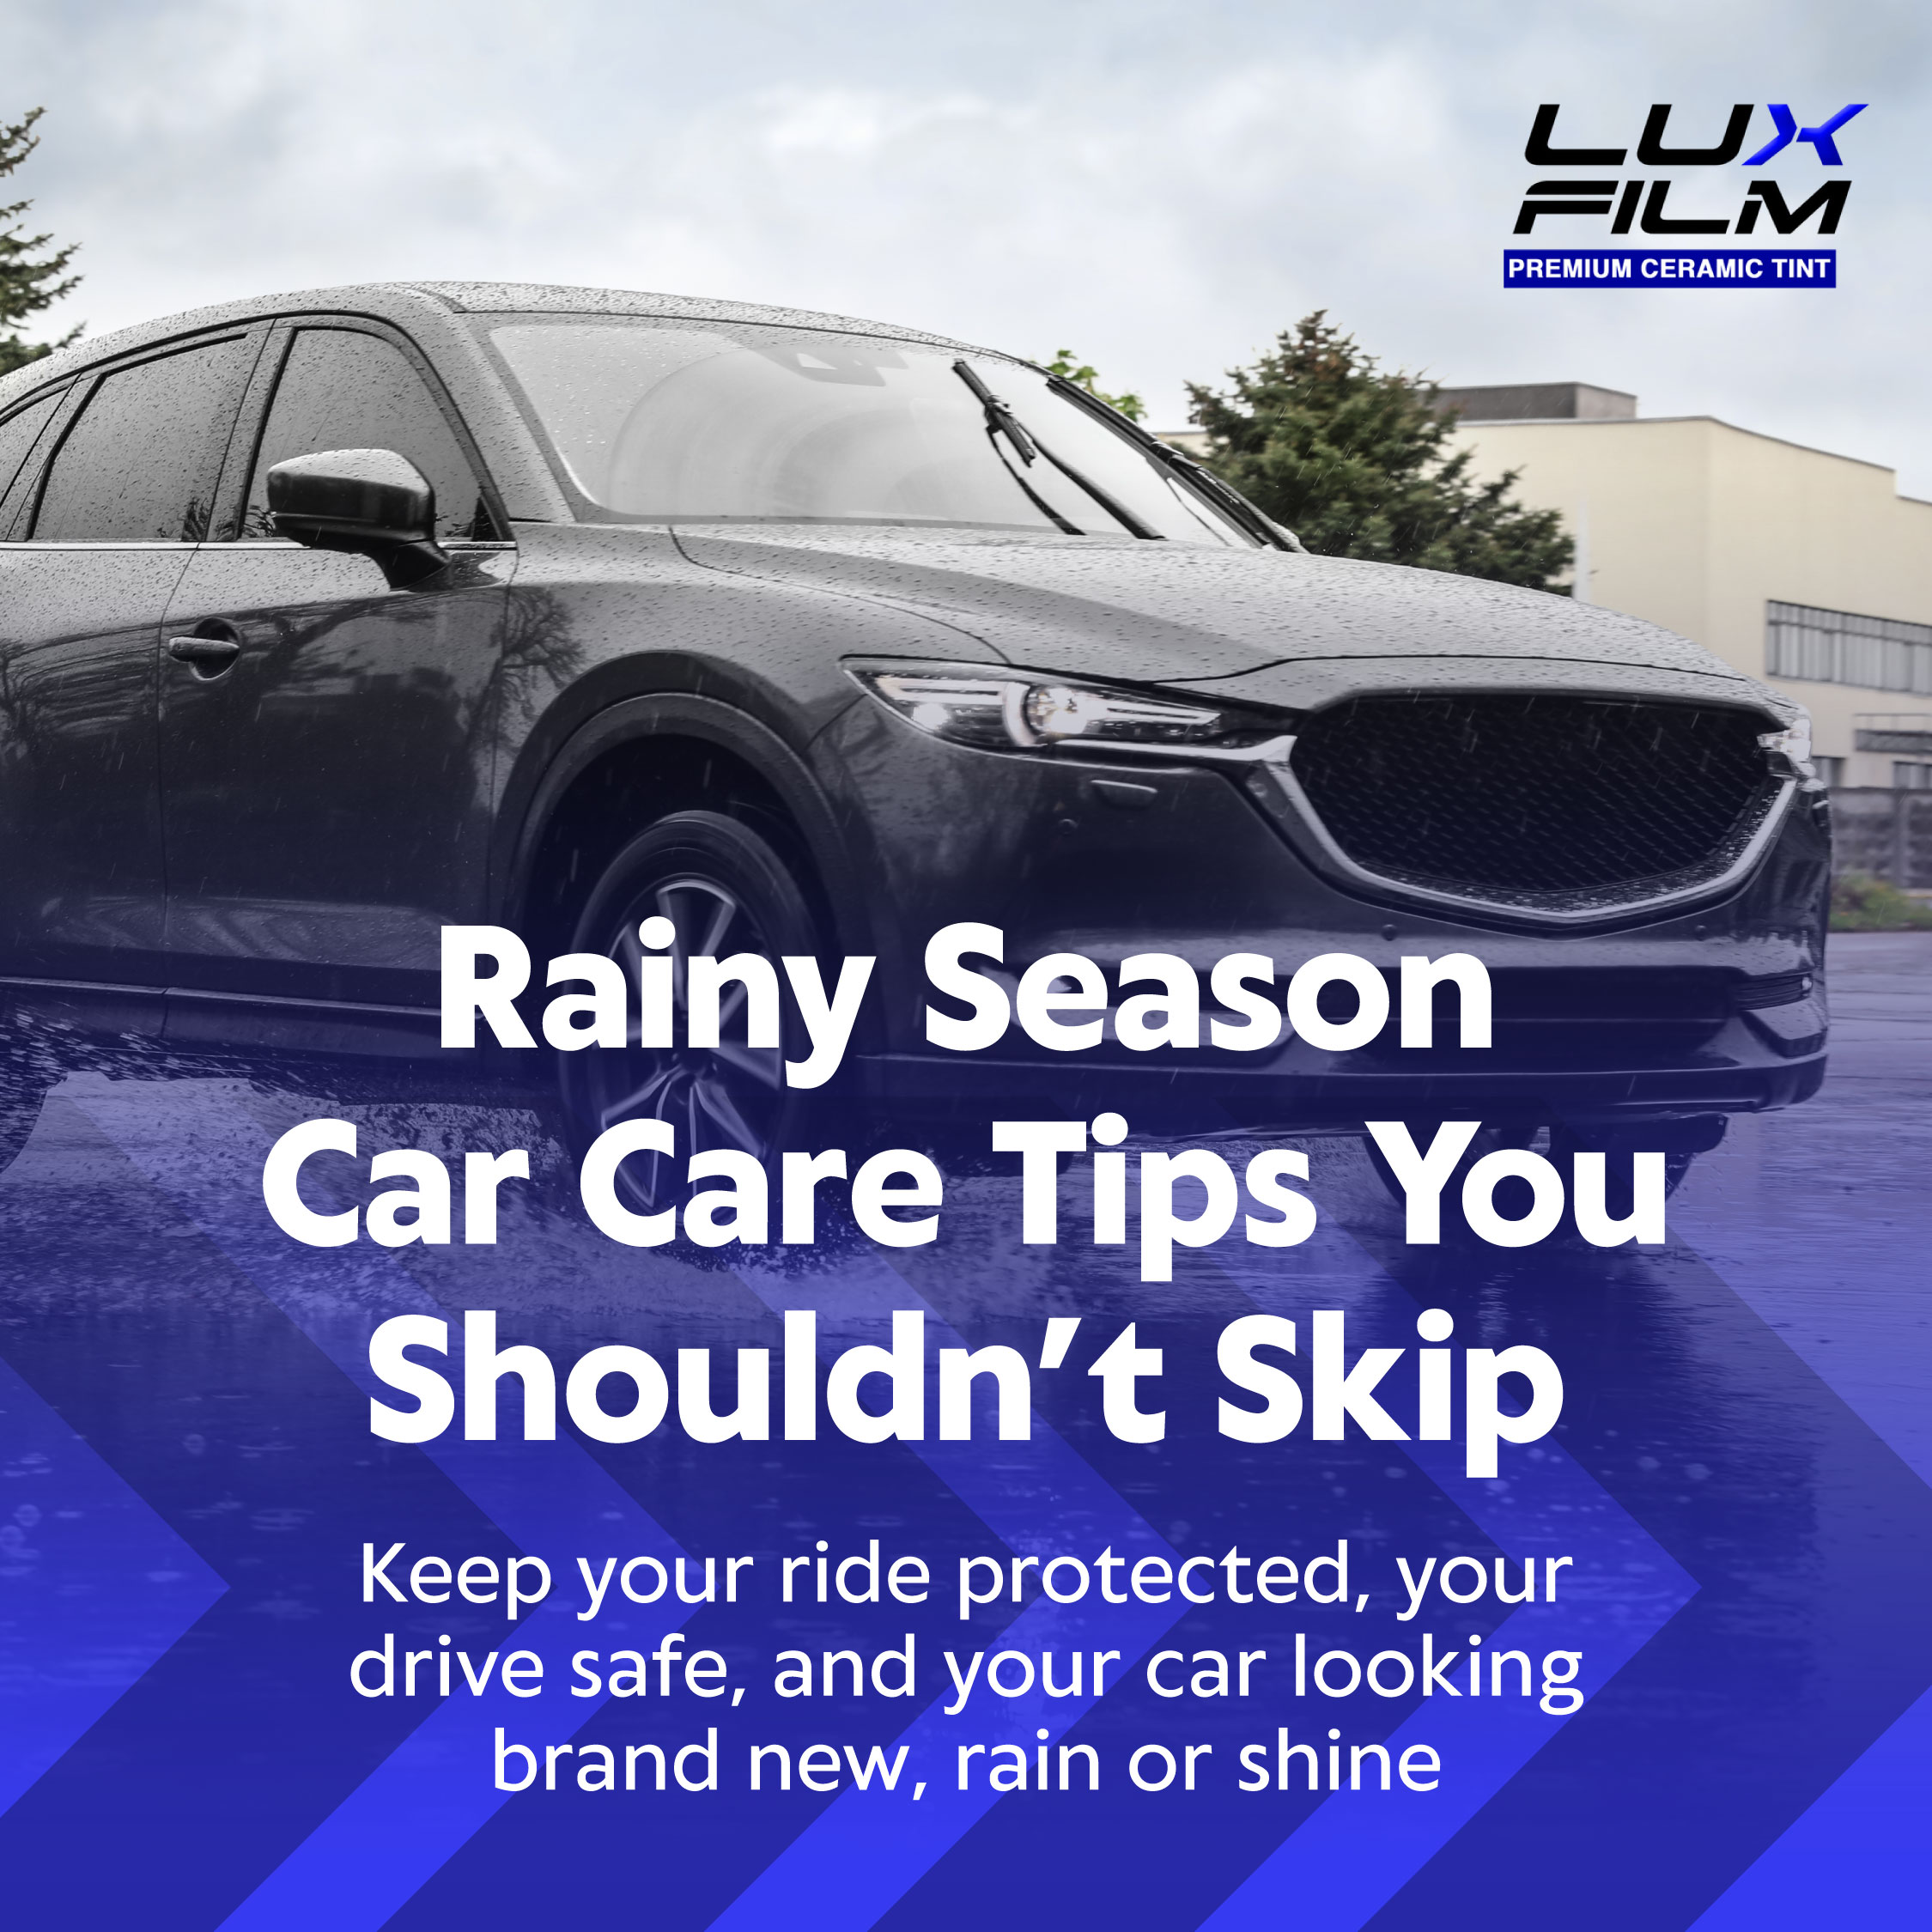 LUX
FILM
PREMIUM CERAMIC TINT
Rainy Season
Car Care Tips You
Shouldn’t Skip
Keep your ride protected, your
drive safe, and your car looking
brand new, rain or shine